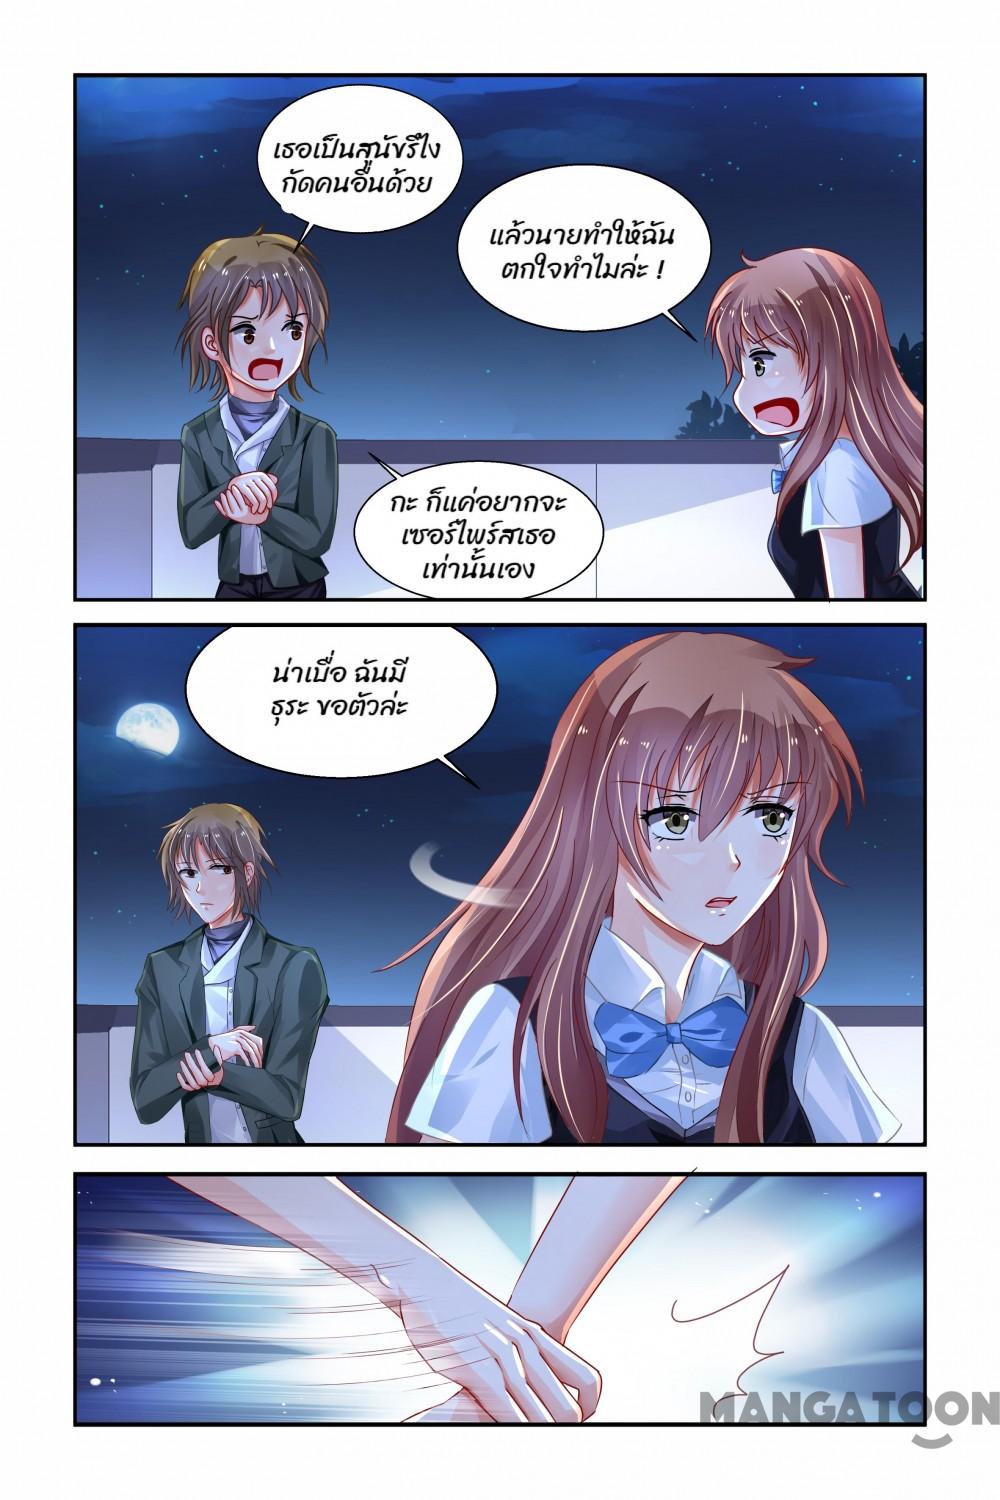 เธอเป็นสุนัขรึไง
กัดคนอื่นด้วย
แล้วนายทำให้ฉัน
ตกใจทำไมล่ะ !
กะ ก็แค่อยากจะ
เซอร์ไพร์สเธอ
เท่านั้นเอง
น่าเบื่อ ฉันมี
ธุระ ขอตัวล่ะ
MANGATOON